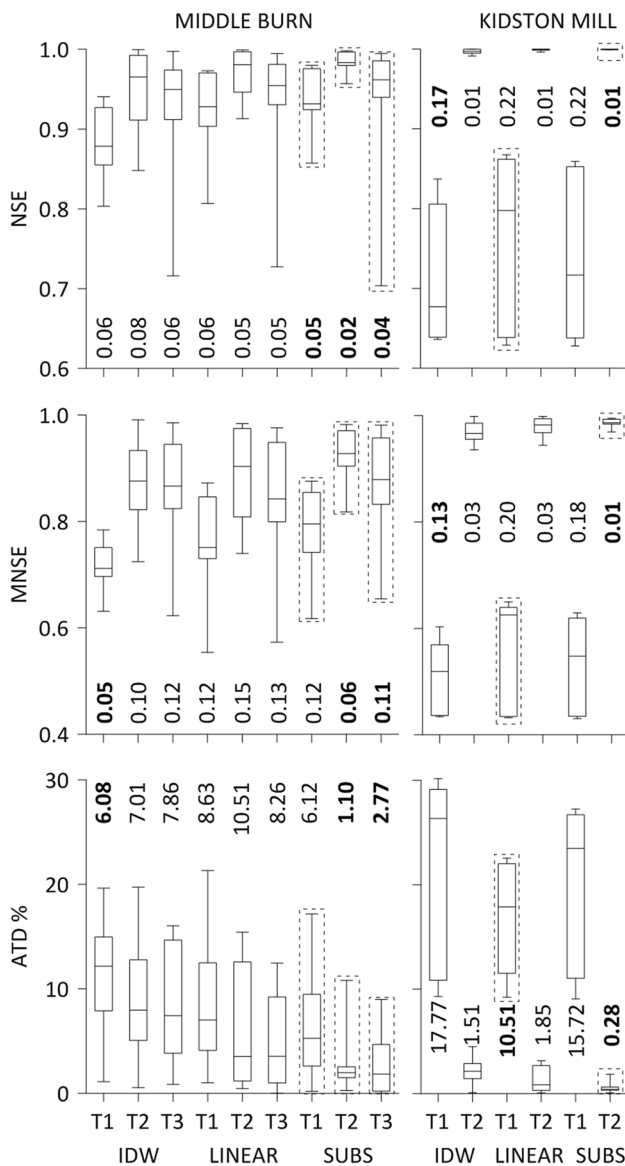 MIDDLE BURN KIDSTON MILL
NSE
1.0
0.9
0.8
0.7
0.6
0.06 0.08 0.06 0.06 0.05 0.05 0.05 0.02 0.04
0.17 0.01 0.22 0.01 0.22 0.01
MNSE
1.0
0.8
0.6
0.4
0.05 0.10 0.12 0.12 0.15 0.13 0.12 0.06 0.11
0.13 0.03 0.20 0.03 0.18 0.01
ATD %
30
20
10
0
6.08 7.01 7.86 8.63 10.51 8.26 6.12 1.10 2.77
17.77 1.51 10.51 1.85 15.72 0.28
T1 T2 T3 T1 T2 T3 T1 T2 T3 T1 T2 T1 T2 T1 T2
IDW LINEAR SUBS IDW LINEAR SUBS